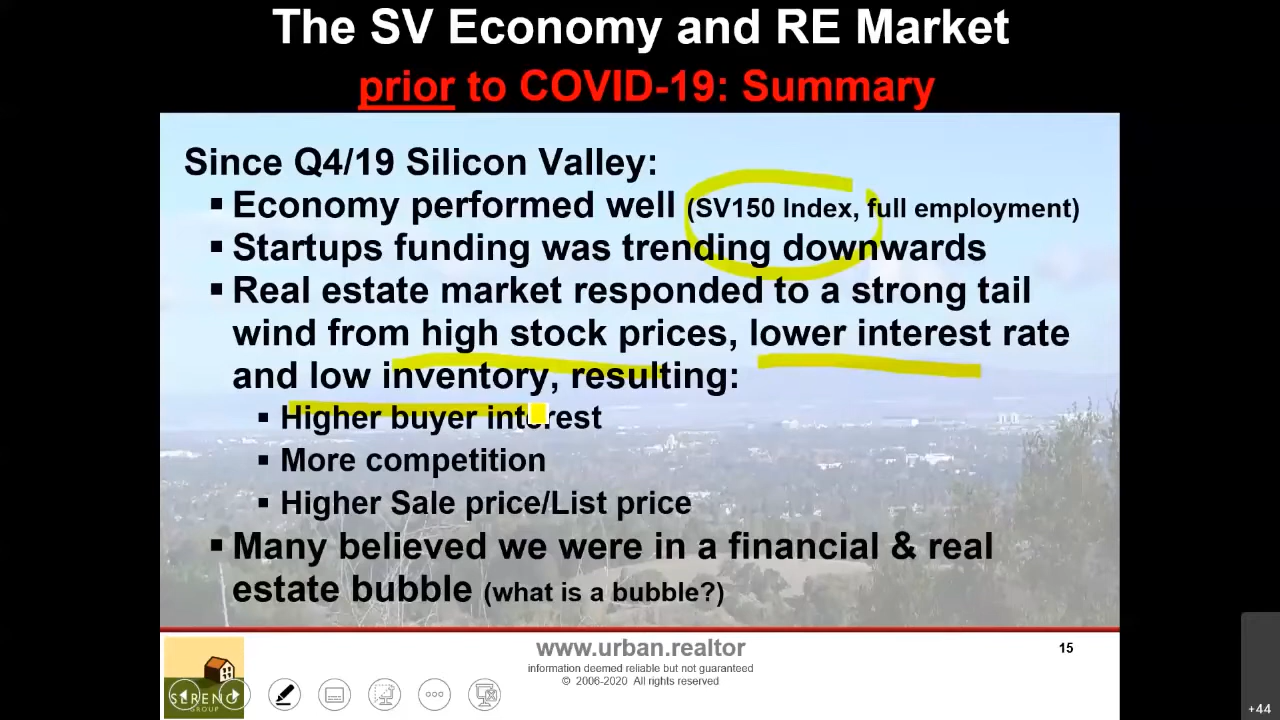 The SV Economy and RE Market
prior to COVID-19: Summary
Since Q4/19 Silicon Valley:
▪ Economy performed well (SV150 Index, full employment)
▪ Startups funding was trending downwards
▪ Real estate market responded to a strong tail
wind from high stock prices, lower interest rate
and low inventory, resulting:
▪ Higher buyer interest
▪ More competition
▪ Higher Sale price/List price
▪ Many believed we were in a financial & real
estate bubble (what is a bubble?)
www.urban.realtor
15
information deemed reliable but not guaranteed
© 2006-2020 All rights reserved
SERENO
GROUP
+44